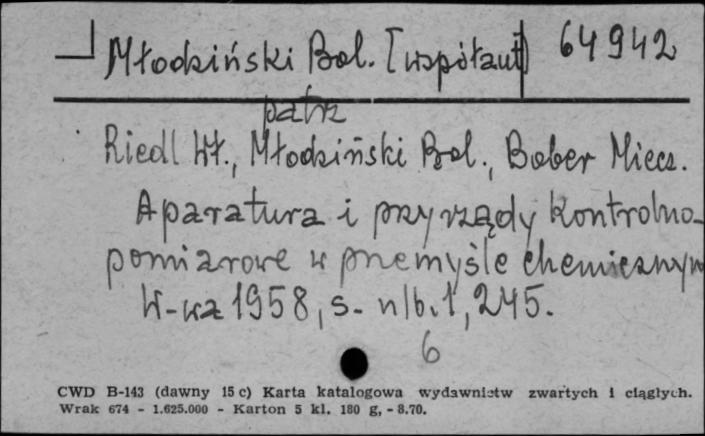 Młodziński Bol. [współaut] 64942
patrz
Riedl Wł., Młodziński Bol., Bober Miecz.
Aparatura i przyrządy kontrolno-
pomiarowe w przemyśle chemicznym
W-wa 1958, s. nlb. 1, 245.
6
CWD B-143 (dawny 15 c) Karta katalogowa wydawnictw zwartych i ciągłych.
Wrak 674 - 1.625.000 - Karton 5 kl. 180 g, - 8.70.